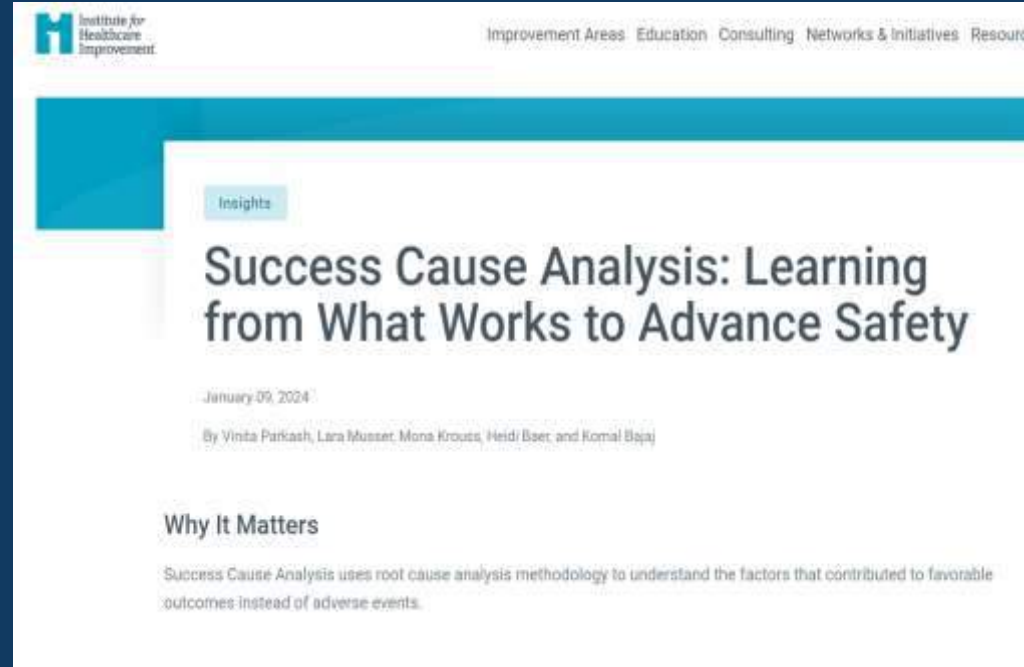 Institute for
Healthcare
Improvement
Improvement Areas Education Consulting Networks & Initiatives Resourc
Insights
Success Cause Analysis: Learning
from What Works to Advance Safety
January 09, 2024
By Vinita Parkash, Lara Musser, Mona Krouss, Heidi Baer, and Komal Bajaj
Why It Matters
Success Cause Analysis uses root cause analysis methodology to understand the factors that contributed to favorable
outcomes instead of adverse events.